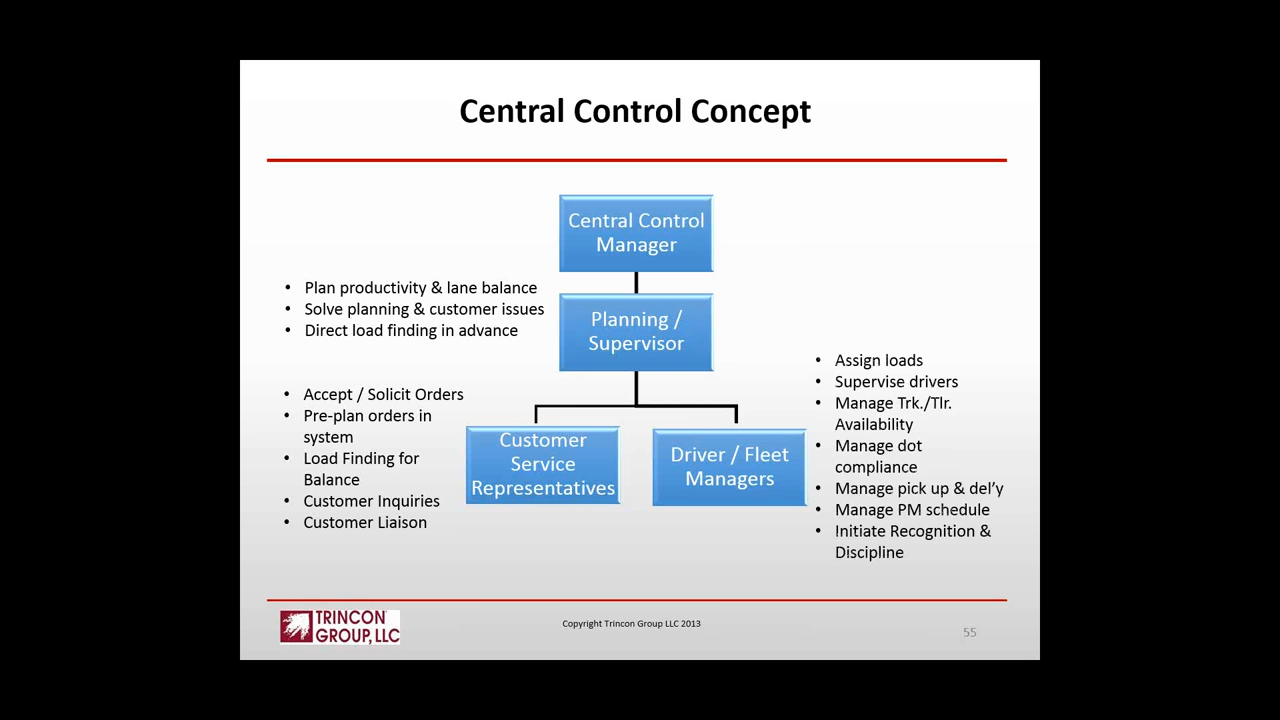 Central Control Concept
Central Control
Manager
• Plan productivity & lane balance
• Solve planning & customer issues
• Direct load finding in advance
Planning /
Supervisor
• Accept / Solicit Orders
• Pre-plan orders in
system
• Load Finding for
Balance
• Customer Inquiries
• Customer Liaison
Customer
Service
Representatives
Driver / Fleet
Managers
• Assign loads
• Supervise drivers
• Manage Trk./Tlr.
Availability
• Manage dot
compliance
• Manage pick up & del’y
• Manage PM schedule
• Initiate Recognition &
Discipline
TRINCON
GROUP, LLC
Copyright Trincon Group LLC 2013
55